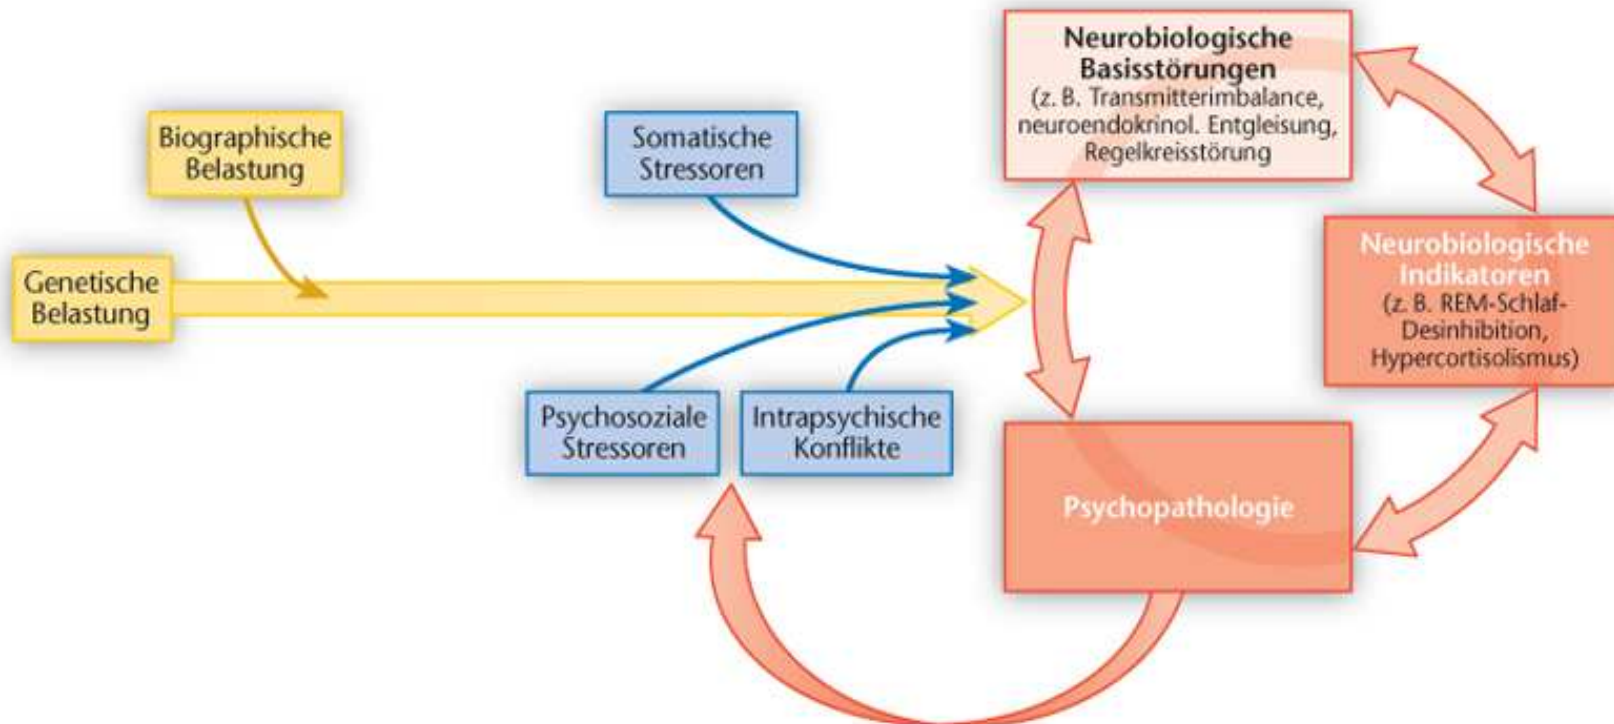 Neurobiologische
Basisstörungen
(z. B. Transmitterimbalance,
neuroendokrinol. Entgleisung,
Regelkreisstörung
Biographische
Belastung
Somatische
Stressoren
Genetische
Belastung
Neurobiologische
Indikatoren
(z. B. REM-Schlaf-
Desinhibition,
Hypercortisolismus)
Psychosoziale
Stressoren
Intrapsychische
Konflikte
Psychopathologie